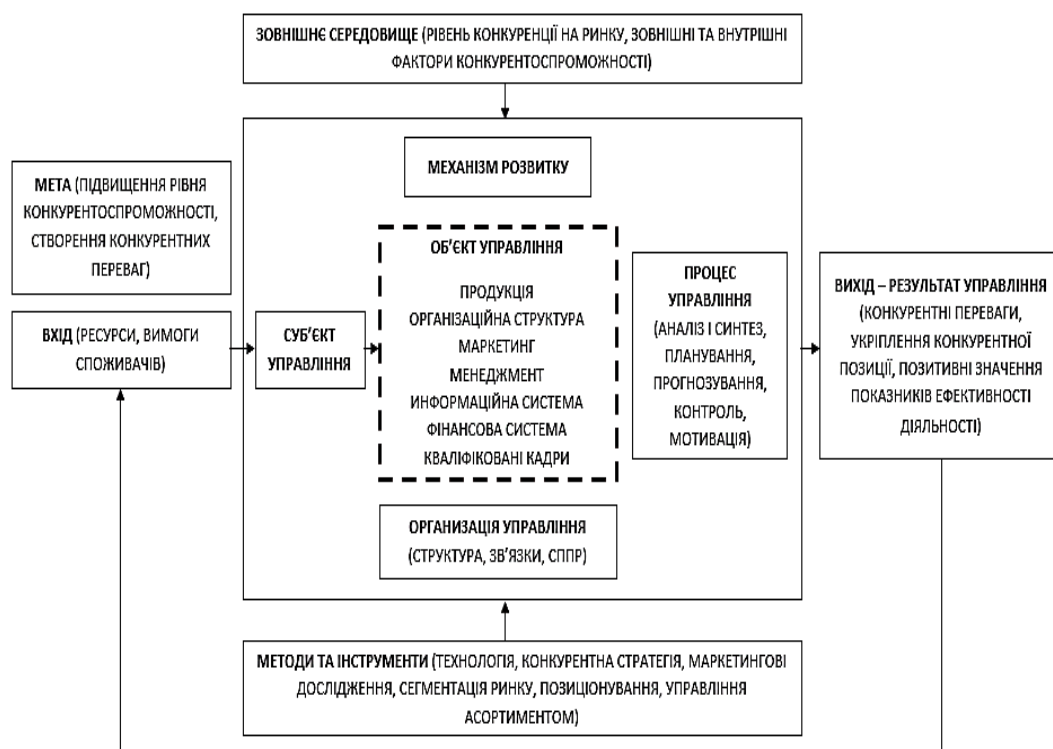 ЗОВНІШНЄ СЕРЕДОВИЩЕ (РІВЕНЬ КОНКУРЕНЦІЇ НА РИНКУ, ЗОВНІШНІ ТА ВНУТРІШНІ
ФАКТОРИ КОНКУРЕНТОСПРОМОЖНОСТІ)
МЕХАНІЗМ РОЗВИТКУ
МЕТА (ПІДВИЩЕННЯ РІВНЯ
КОНКУРЕНТОСПРОМОЖНОСТІ,
СТВОРЕННЯ КОНКУРЕНТНИХ
ПЕРЕВАГ)
ВХІД (РЕСУРСИ, ВИМОГИ
СПОЖИВАЧІВ)
СУБ’ЄКТ
УПРАВЛІННЯ
ОБ’ЄКТ УПРАВЛІННЯ
ПРОДУКЦІЯ
ОРГАНІЗАЦІЙНА СТРУКТУРА
МАРКЕТИНГ
МЕНЕДЖМЕНТ
ИНФОРМАЦІЙНА СИСТЕМА
ФІНАНСОВА СИСТЕМА
КВАЛІФІКОВАНІ КАДРИ
ПРОЦЕС
УПРАВЛІННЯ
(АНАЛІЗ І СИНТЕЗ,
ПЛАНУВАННЯ,
ПРОГНОЗУВАННЯ,
КОНТРОЛЬ,
МОТИВАЦІЯ)
ВИХІД – РЕЗУЛЬТАТ УПРАВЛІННЯ
(КОНКУРЕНТНІ ПЕРЕВАГИ,
УКРІПЛЕННЯ КОНКУРЕНТНОЇ
ПОЗИЦІЇ, ПОЗИТИВНІ ЗНАЧЕННЯ
ПОКАЗНИКІВ ЕФЕКТИВНОСТІ
ДІЯЛЬНОСТІ)
ОРГАНИЗАЦІЯ УПРАВЛІННЯ
(СТРУКТУРА, ЗВ’ЯЗКИ, СППР)
МЕТОДИ ТА ІНСТРУМЕНТИ (ТЕХНОЛОГІЯ, КОНКУРЕНТНА СТРАТЕГІЯ, МАРКЕТИНГОВІ
ДОСЛІДЖЕННЯ, СЕГМЕНТАЦІЯ РИНКУ, ПОЗИЦІОНУВАННЯ, УПРАВЛІННЯ
АСОРТИМЕНТОМ)